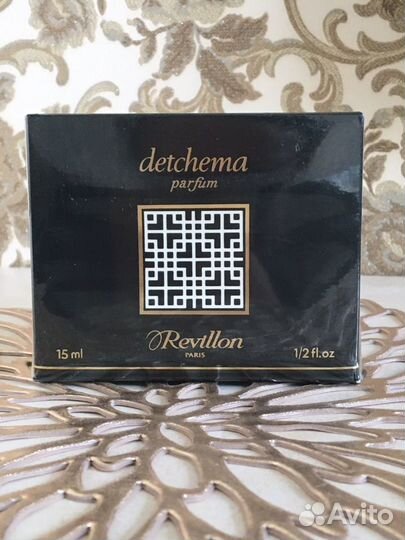 detchema
parfum
Revillon
PARIS
15 ml
1/2 fl.oz
Avito